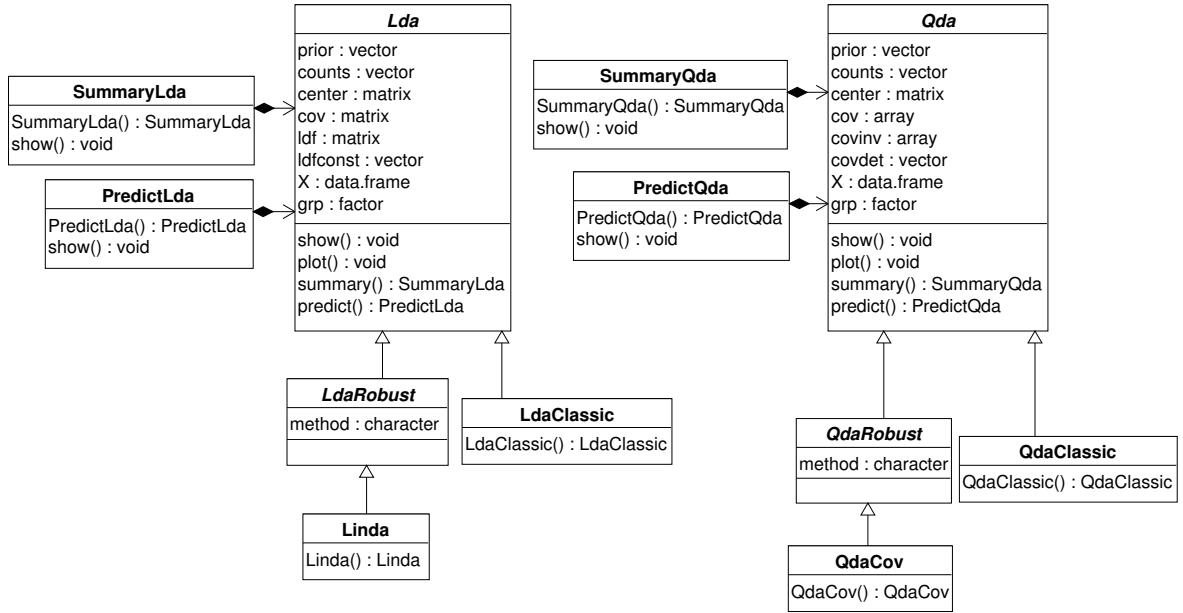 Lda
prior : vector
counts : vector
center : matrix
cov : matrix
ldf : matrix
ldfconst : vector
X : data.frame
grp : factor
show() : void
plot() : void
summary() : SummaryLda
predict() : PredictLda
SummaryLda
SummaryLda() : SummaryLda
show() : void
PredictLda
PredictLda() : PredictLda
show() : void
LdaRobust
method : character
LdaClassic
LdaClassic() : LdaClassic
Linda
Linda() : Linda
Qda
prior : vector
counts : vector
center : matrix
cov : array
covinv : array
covdet : vector
X : data.frame
grp : factor
show() : void
plot() : void
summary() : SummaryQda
predict() : PredictQda
SummaryQda
SummaryQda() : SummaryQda
show() : void
PredictQda
PredictQda() : PredictQda
show() : void
QdaRobust
method : character
QdaClassic
QdaClassic() : QdaClassic
QdaCov
QdaCov() : QdaCov